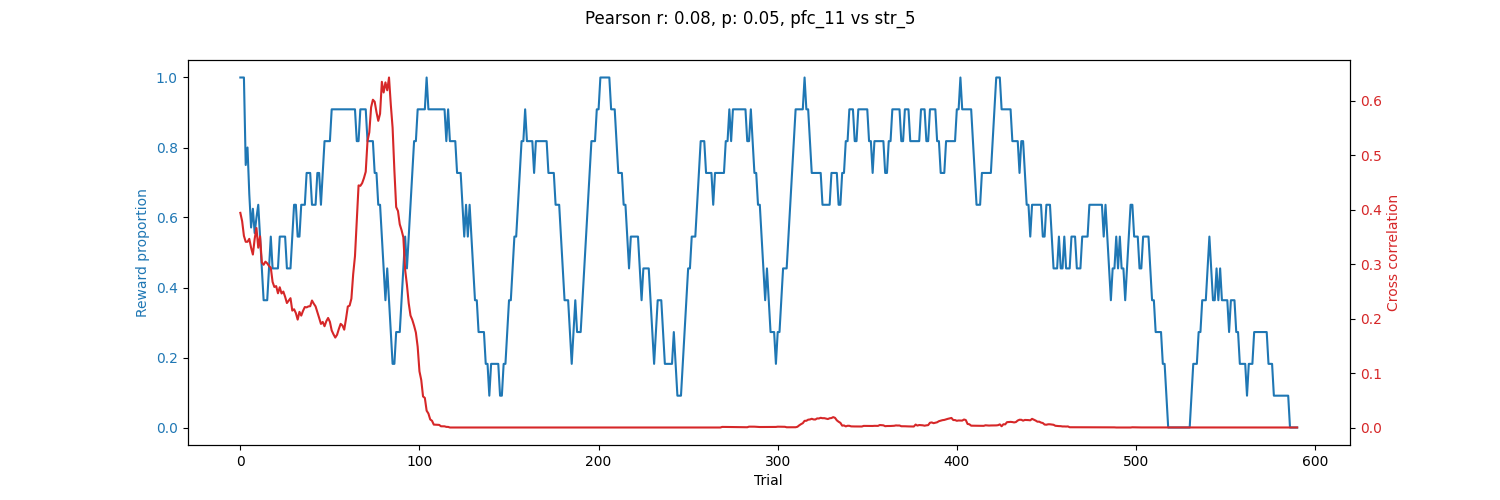 Pearson r: 0.08, p: 0.05, pfc_11 vs str_5
1.0
0.8
0.6
0.4
0.2
0.0
Reward proportion
0.6
0.5
0.4
0.3
0.2
0.1
0.0
Cross correlation
0 100 200 300 400 500 600
Trial